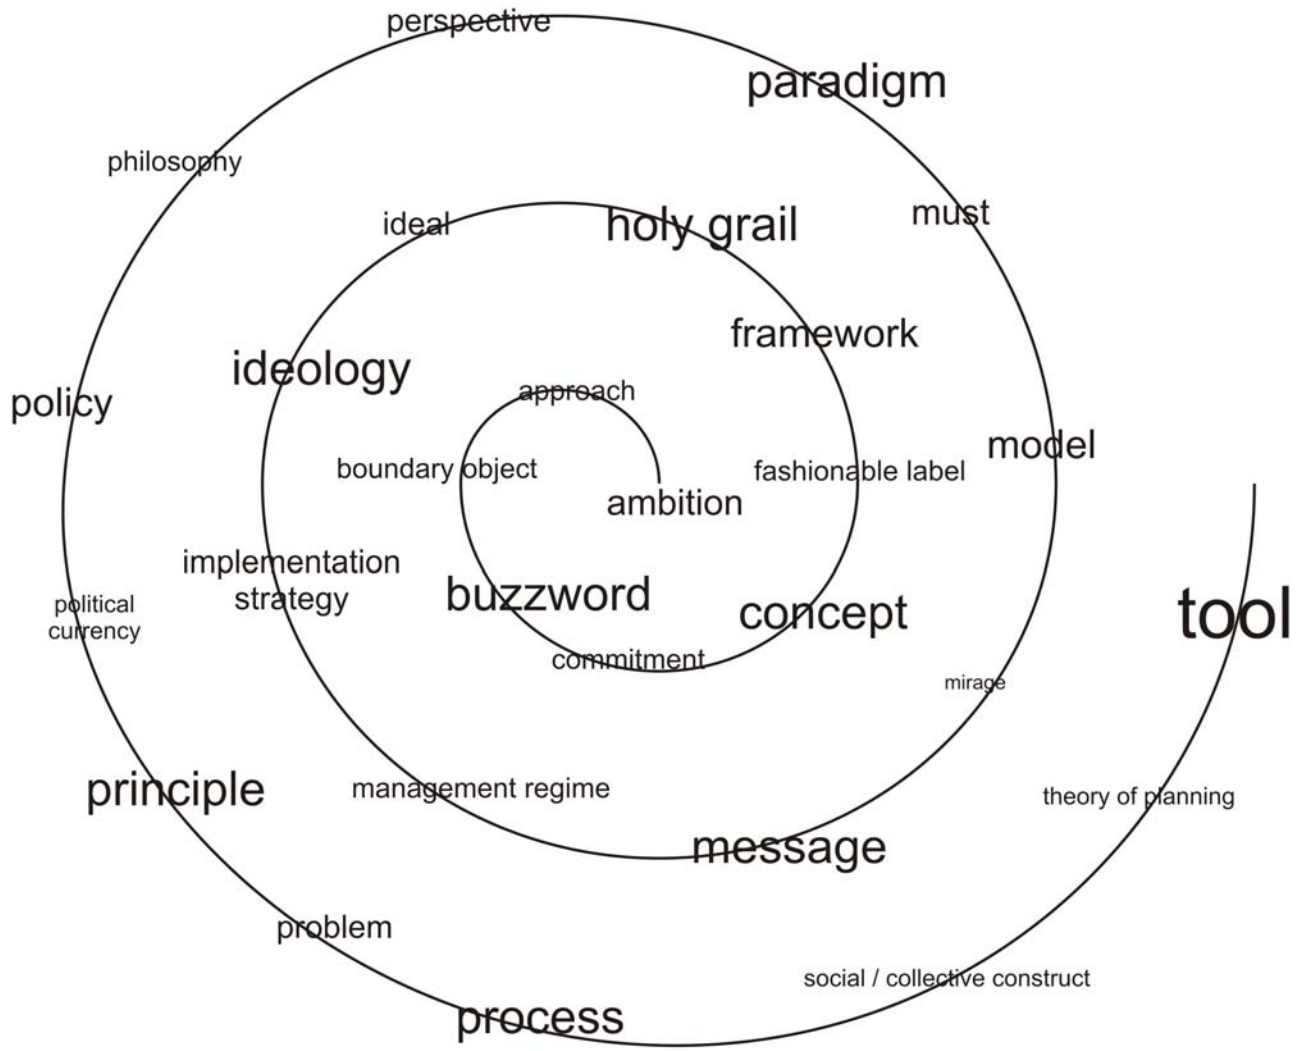 perspective
paradigm
philosophy
must
ideal
holy grail
framework
ideology
approach
policy
model
boundary object
fashionable label
ambition
implementation
strategy
buzzword
concept
political
currency
tool
commitment
mirage
principle
management regime
theory of planning
message
problem
social / collective construct
process